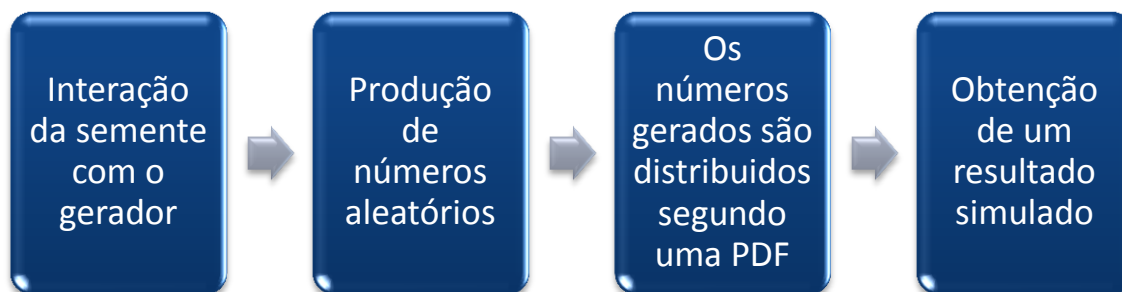 Interação
da semente
com o
gerador
Produção
de
números
aleatórios
Os
números
gerados são
distribuidos
segundo
uma PDF
Obtenção
de um
resultado
simulado